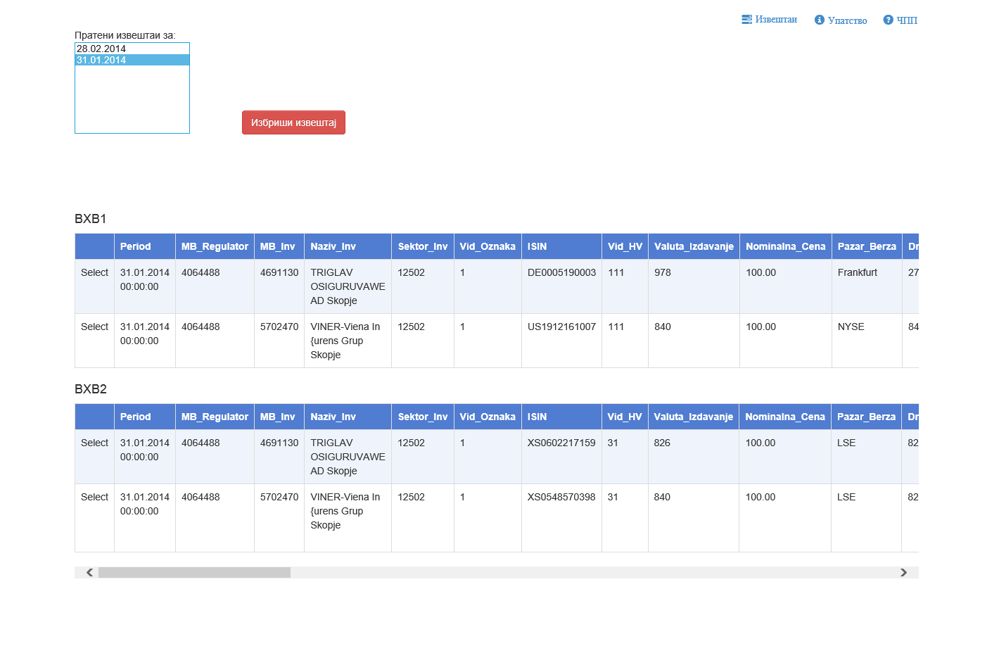 Извештаи Упатство ЧПП
Пратени извештаи за:
28.02.2014
31.01.2014
Избриши извештај
BXB1
Period MB_Regulator MB_Inv Naziv_Inv Sektor_Inv Vid_Oznaka ISIN Vid_HV Valuta_Izdavanje Nominalna_Cena Pazar_Berza Dr
Select 31.01.2014 4064488 4691130 TRIGLAV 12502 1 DE0005190003 111 978 100.00 Frankfurt 27
00:00:00 OSIGURUVAWE
AD Skopje
Select 31.01.2014 4064488 5702470 VINER-Viena In 12502 1 US1912161007 111 840 100.00 NYSE 84
00:00:00 {urens Grup
Skopje
BXB2
Period MB_Regulator MB_Inv Naziv_Inv Sektor_Inv Vid_Oznaka ISIN Vid_HV Valuta_Izdavanje Nominalna_Cena Pazar_Berza Dr
Select 31.01.2014 4064488 4691130 TRIGLAV 12502 1 XS0602217159 31 826 100.00 LSE 82
00:00:00 OSIGURUVAWE
AD Skopje
Select 31.01.2014 4064488 5702470 VINER-Viena In 12502 1 XS0548570398 31 840 100.00 LSE 82
00:00:00 {urens Grup
Skopje